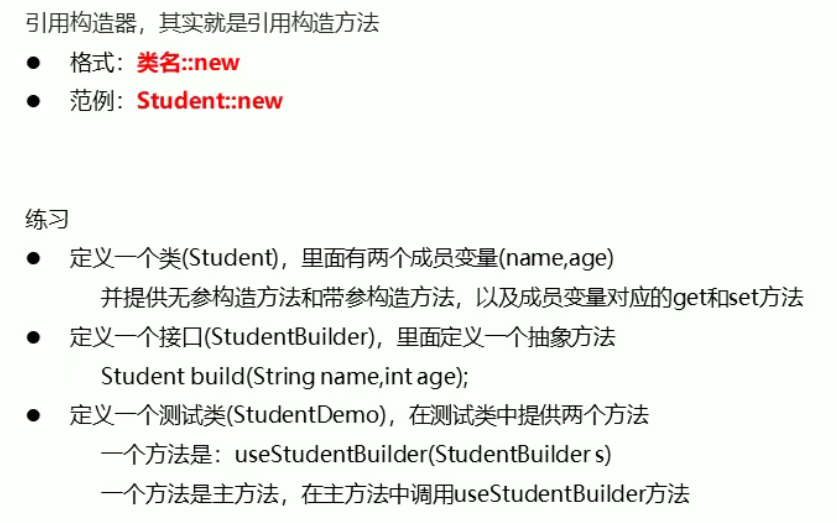 引用构造器，其实就是引用构造方法
● 格式：类名::new
● 范例：Student::new
练习
● 定义一个类(Student)，里面有两个成员变量(name,age)
并提供无参构造方法和带参构造方法，以及成员变量对应的get和set方法
● 定义一个接口(StudentBuilder)，里面定义一个抽象方法
Student build(String name,int age);
● 定义一个测试类(StudentDemo)，在测试类中提供两个方法
一个方法是：useStudentBuilder(StudentBuilder s)
一个方法是主方法，在主方法中调用useStudentBuilder方法